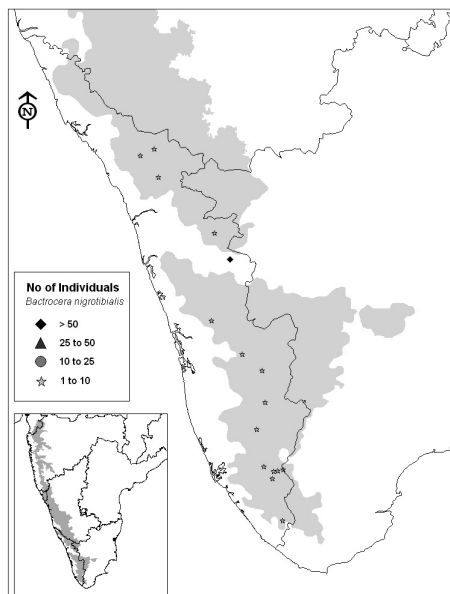 N
No of Individuals
Bactrocera nigrotibialis
> 50
25 to 50
10 to 25
1 to 10